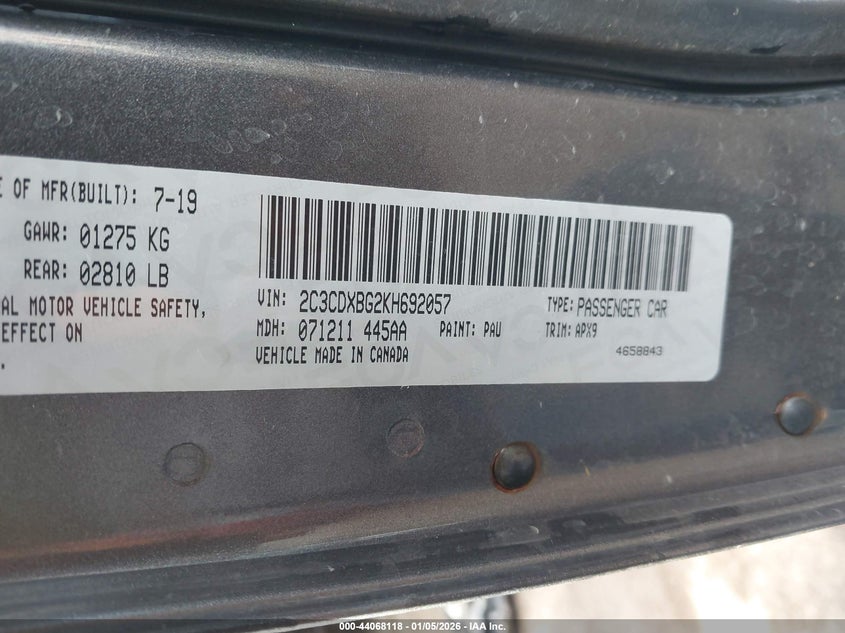 E OF MFR(BUILT): 7-19
GAWR: 01275 KG
REAR: 02810 LB
AL MOTOR VEHICLE SAFETY,
EFFECT ON
.
VIN: 2C3CDXBG2KH692057
TYPE: PASSENGER CAR
MDH: 071211 445AA
PAINT: PAU
TRIM: APX9
VEHICLE MADE IN CANADA
4658843
000-44068118 - 01/05/2026 - IAA Inc.